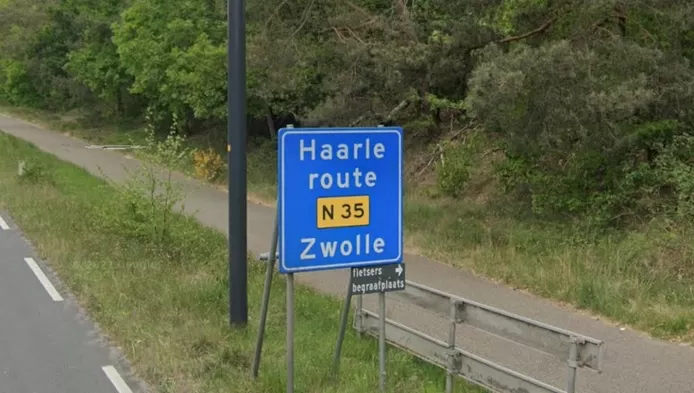 Haarle
route
N 35
Zwolle
fietsers
begraafplaats